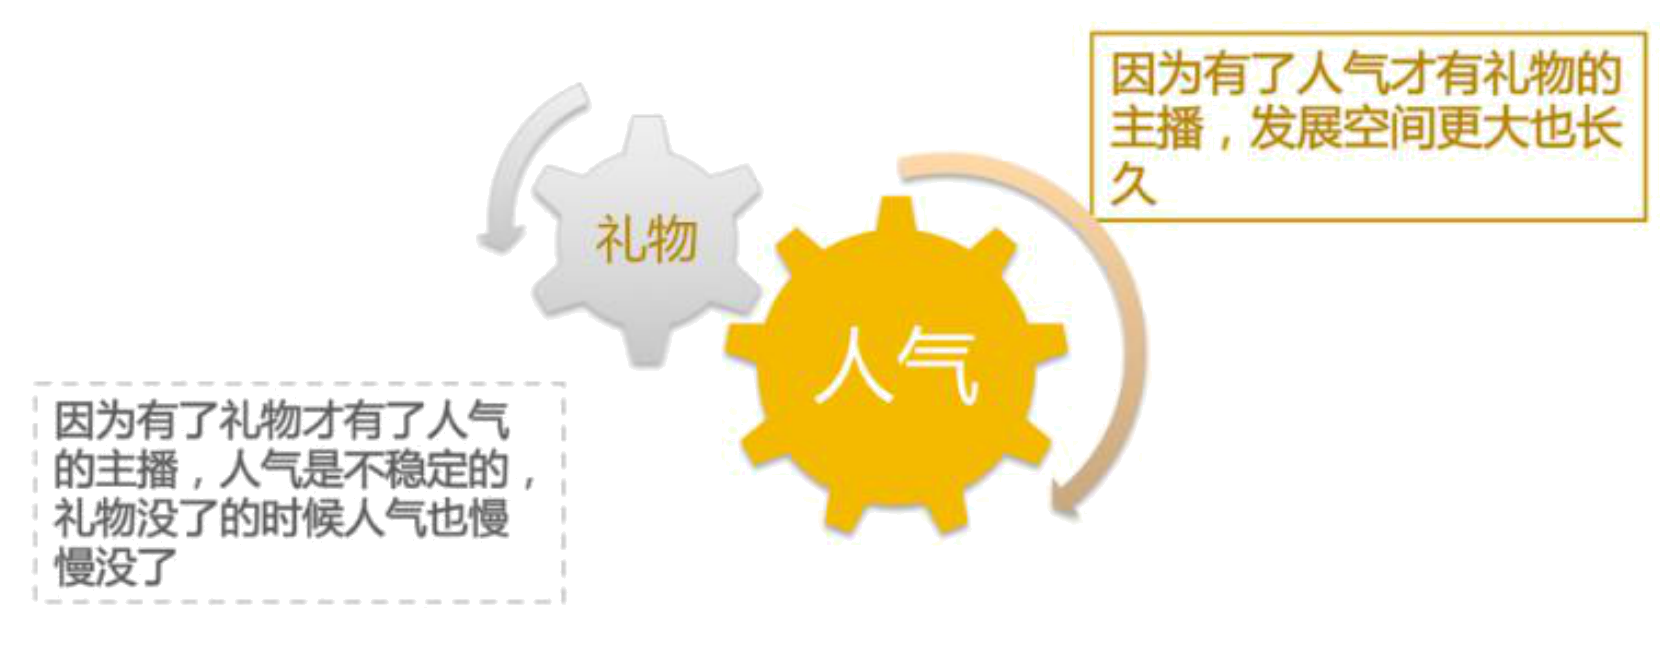 因为有了人气才有礼物的
主播，发展空间更大也长
久
礼物
人气
因为有了礼物才有了人气
的主播，人气是不稳定的，
礼物没了的时候人气也慢
慢没了